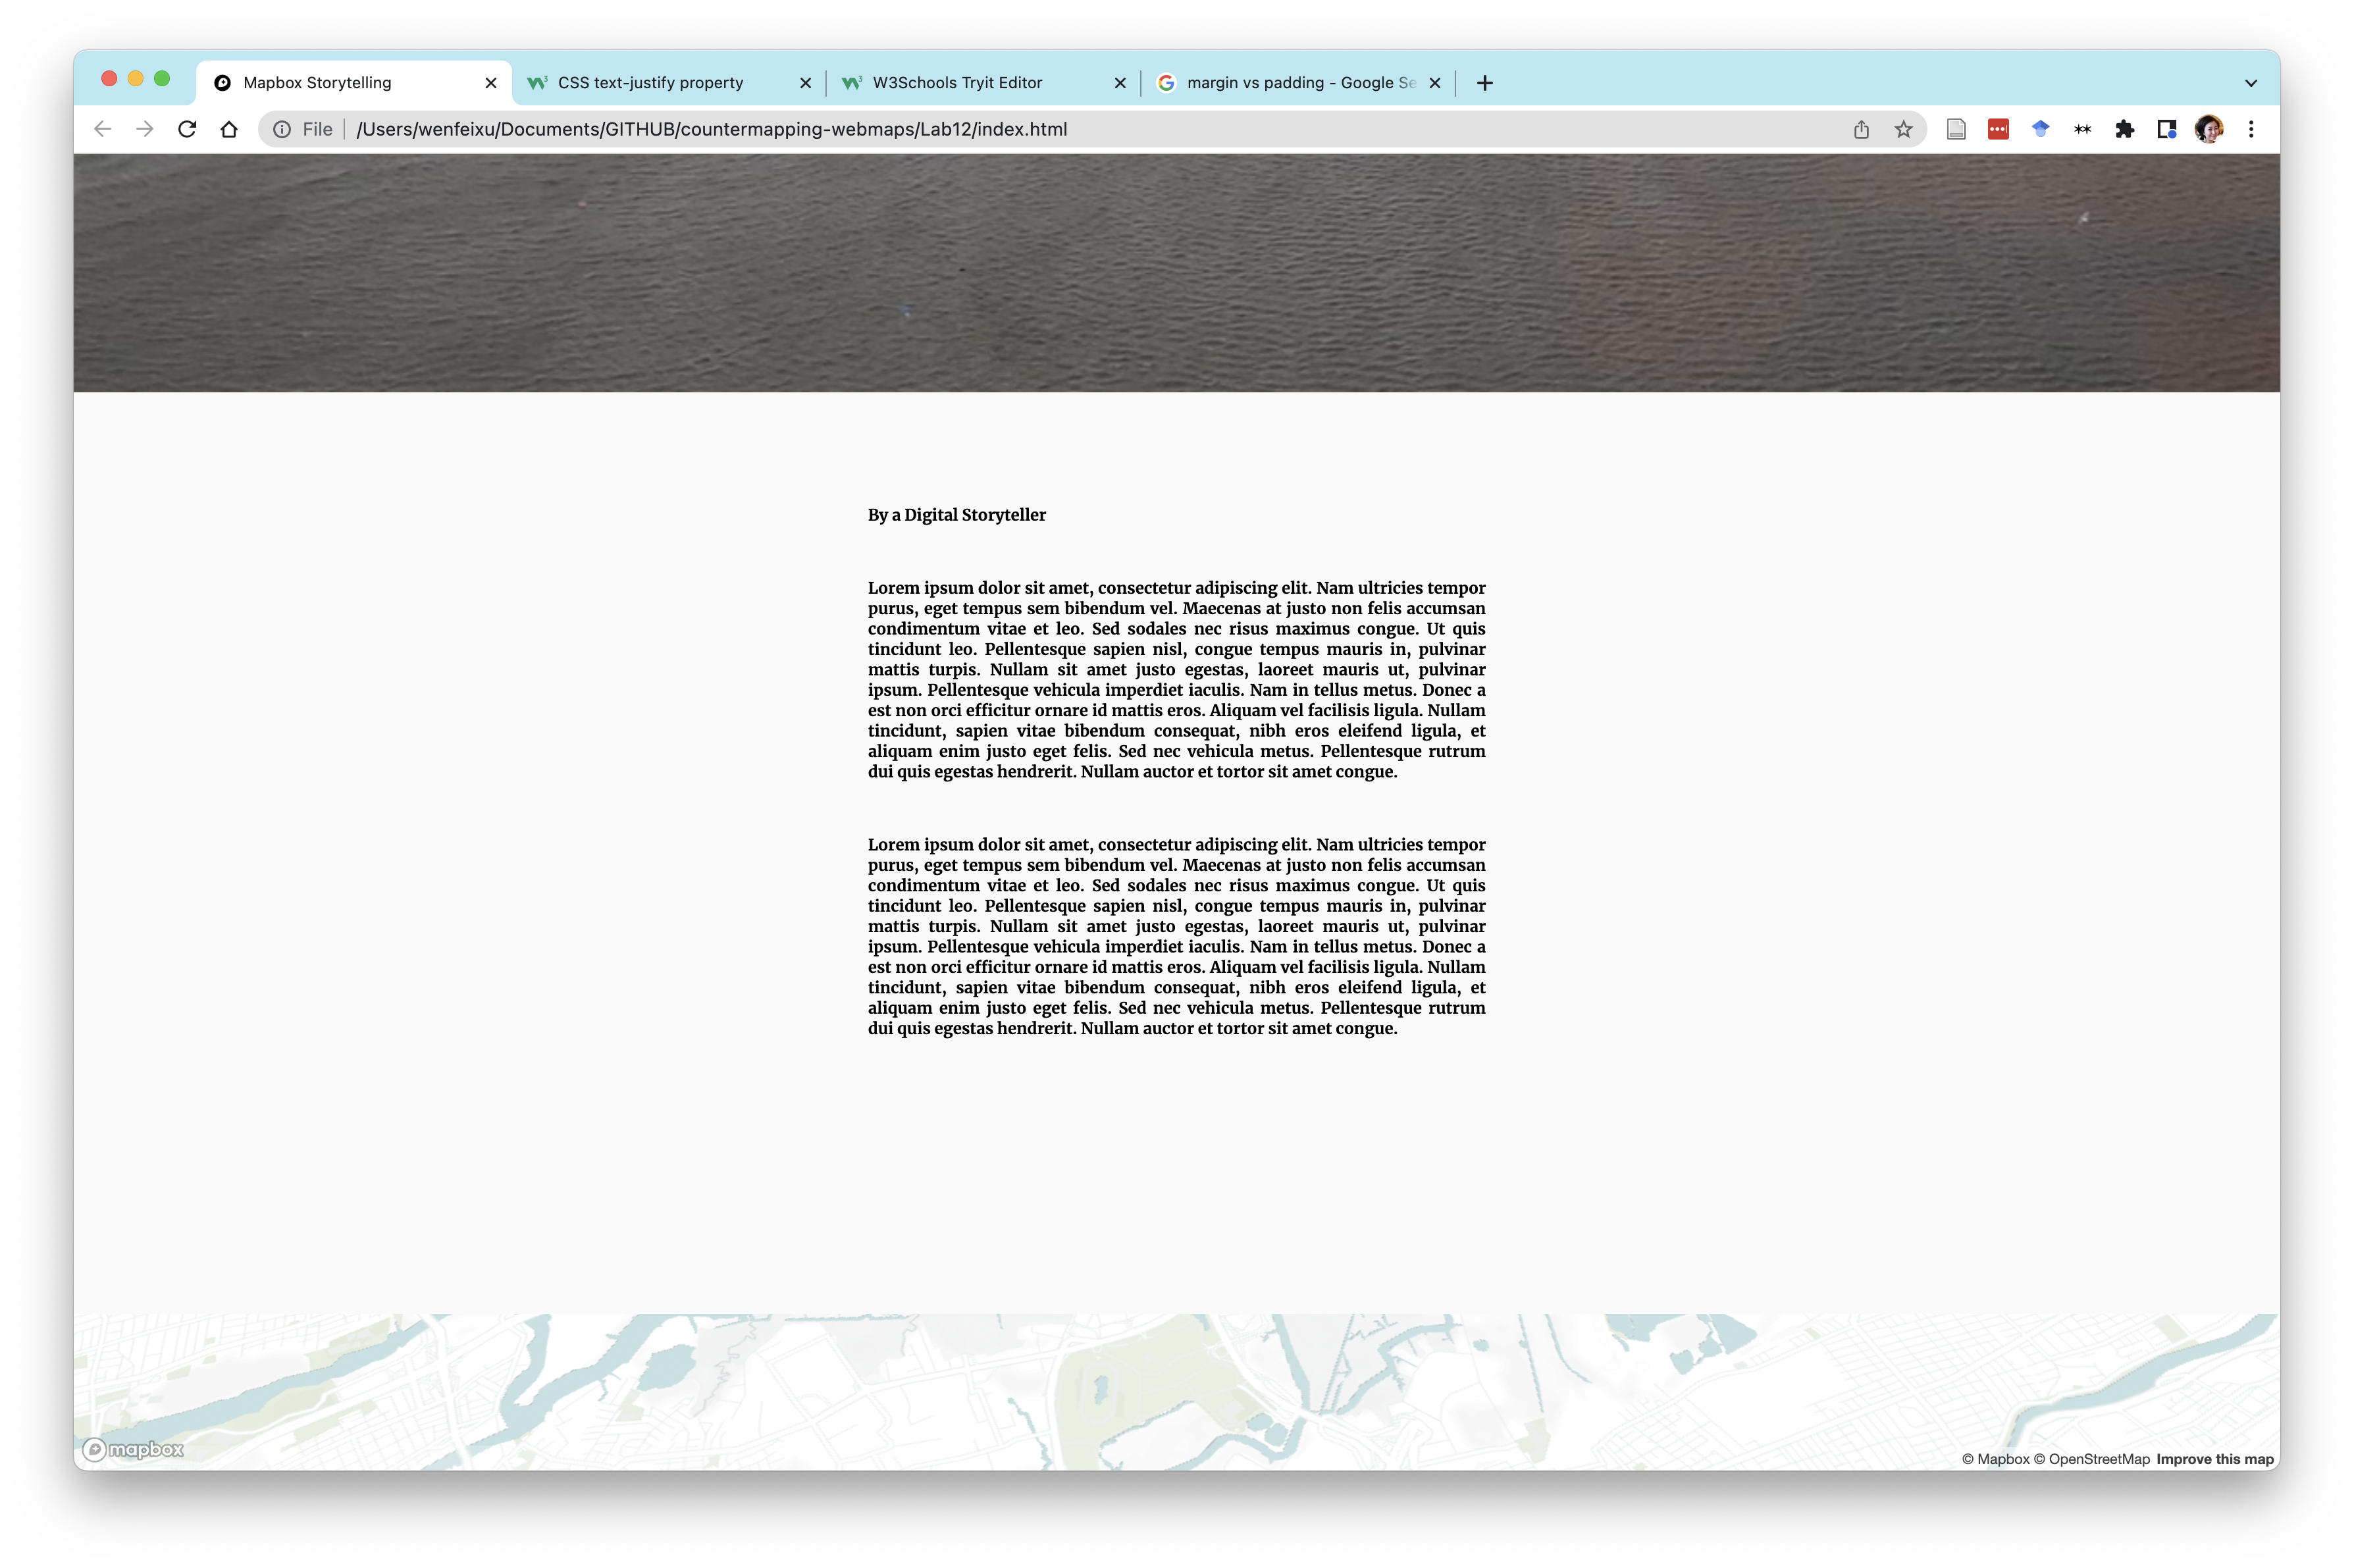 Mapbox Storytelling
CSS text-justify property
W3Schools Tryit Editor
margin vs padding - Google Se
File
/Users/wenfeixu/Documents/GITHUB/countermapping-webmaps/Lab12/index.html
By a Digital Storyteller
Lorem ipsum dolor sit amet, consectetur adipiscing elit. Nam ultricies tempor
purus, eget tempus sem bibendum vel. Maecenas at justo non felis accumsan
condimentum vitae et leo. Sed sodales nec risus maximus congue. Ut quis
tincidunt leo. Pellentesque sapien nisl, congue tempus mauris in, pulvinar
mattis turpis. Nullam sit amet justo egestas, laoreet mauris ut, pulvinar
ipsum. Pellentesque vehicula imperdiet iaculis. Nam in tellus metus. Donec a
est non orci efficitur ornare id mattis eros. Aliquam vel facilisis ligula. Nullam
tincidunt, sapien vitae bibendum consequat, nibh eros eleifend ligula, et
aliquam enim justo eget felis. Sed nec vehicula metus. Pellentesque rutrum
dui quis egestas hendrerit. Nullam auctor et tortor sit amet congue.
Lorem ipsum dolor sit amet, consectetur adipiscing elit. Nam ultricies tempor
purus, eget tempus sem bibendum vel. Maecenas at justo non felis accumsan
condimentum vitae et leo. Sed sodales nec risus maximus congue. Ut quis
tincidunt leo. Pellentesque sapien nisl, congue tempus mauris in, pulvinar
mattis turpis. Nullam sit amet justo egestas, laoreet mauris ut, pulvinar
ipsum. Pellentesque vehicula imperdiet iaculis. Nam in tellus metus. Donec a
est non orci efficitur ornare id mattis eros. Aliquam vel facilisis ligula. Nullam
tincidunt, sapien vitae bibendum consequat, nibh eros eleifend ligula, et
aliquam enim justo eget felis. Sed nec vehicula metus. Pellentesque rutrum
dui quis egestas hendrerit. Nullam auctor et tortor sit amet congue.
mapbox
© Mapbox © OpenStreetMap Improve this map